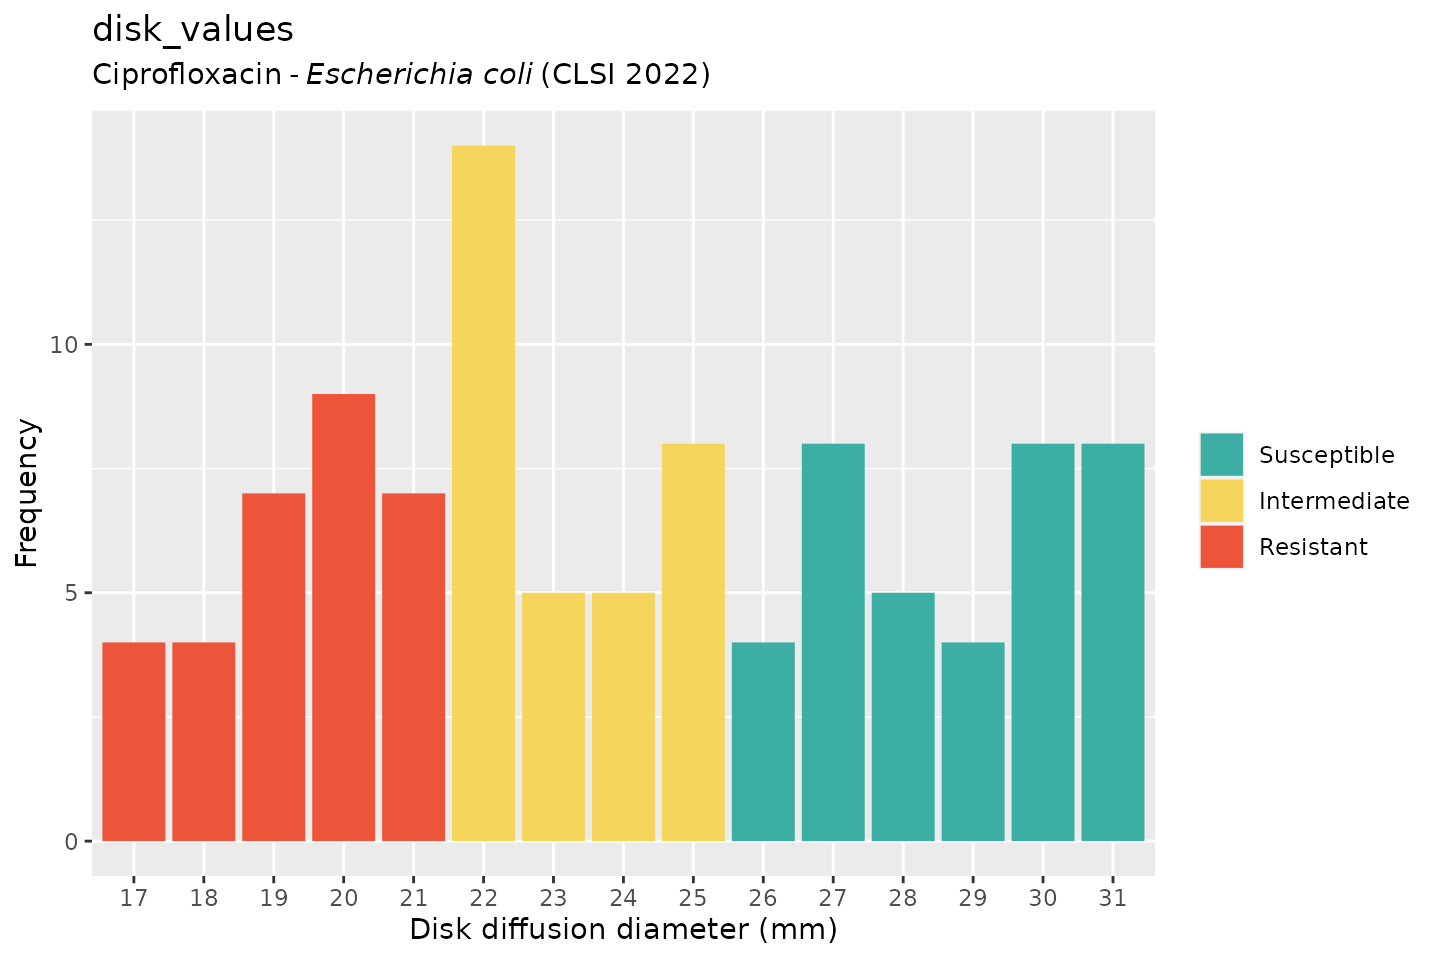 disk_values
Ciprofloxacin - Escherichia coli (CLSI 2022)
Frequency
10
5
0
17 18 19 20 21 22 23 24 25 26 27 28 29 30 31
Disk diffusion diameter (mm)
Susceptible
Intermediate
Resistant